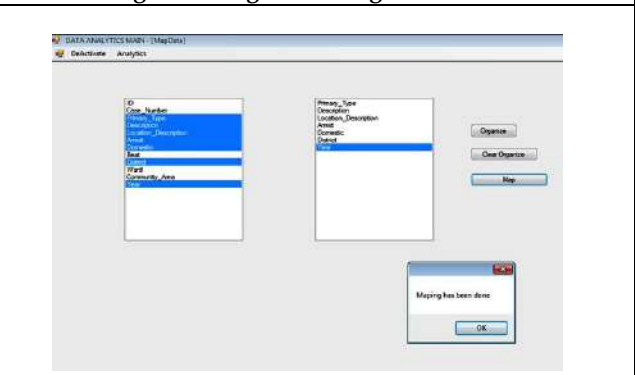 DATA ANALYTICS MAIN - [MapData]
DeActivate Analytics
ID
Case_Number
Primary_Type
Description
Location_Description
Arrest
Domestic
Beat
District
Ward
Community_Area
Year
Primary_Type
Description
Location_Description
Arrest
Domestic
District
Year
Organize
Clear Organize
Map
Maping has been done
OK